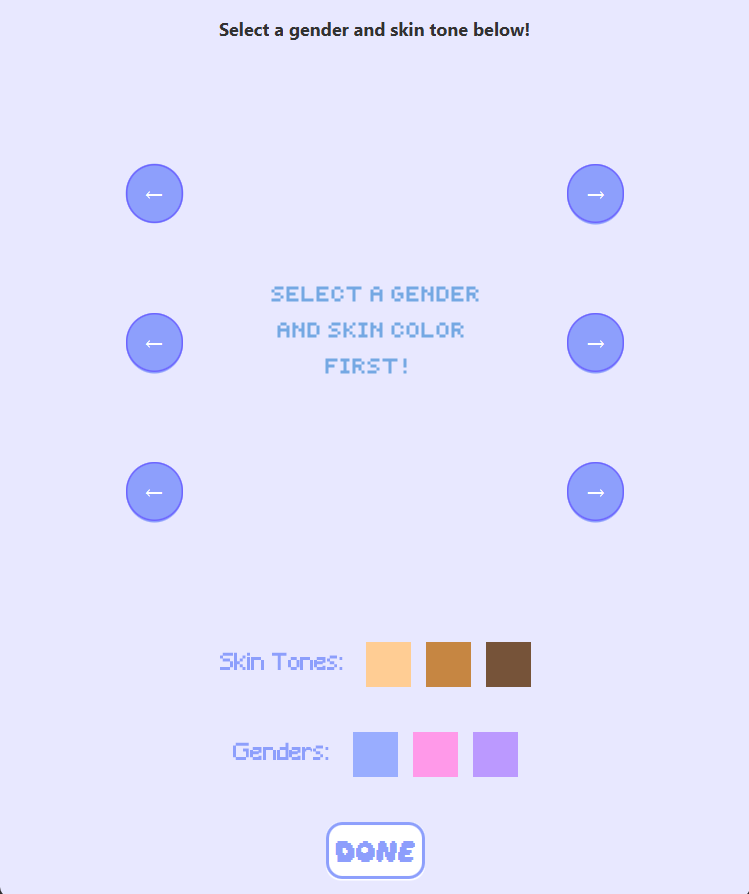 Select a gender and skin tone below!
← →
SELECT A GENDER
← AND SKIN COLOR →
FIRST!
← →
Skin Tones:
Genders:
DONE